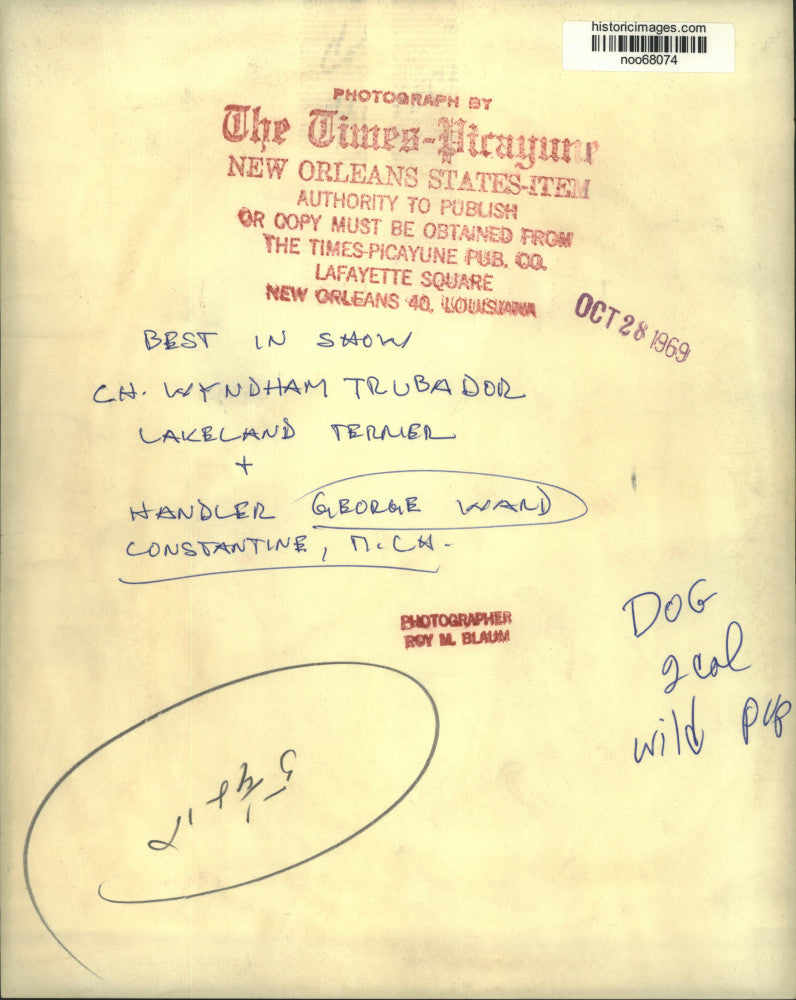 historicimages.com
noo68074
PHOTOGRAPH BY
The Times-Picayune
NEW ORLEANS STATES-ITEM
AUTHORITY TO PUBLISH
OR COPY MUST BE OBTAINED FROM
THE TIMES-PICAYUNE PUB. CO.
LAFAYETTE SQUARE
NEW ORLEANS 40, LOUISIANA
OCT 28 1969
BEST IN SHOW
CH. WYNDHAM TRUBADOR
LAKELAND TERRIER
+
HANDLER GEORGE WARD
CONSTANTINE, MICH.
PHOTOGRAPHER
ROY M. BLAUM
DOG
2 col
wild pup